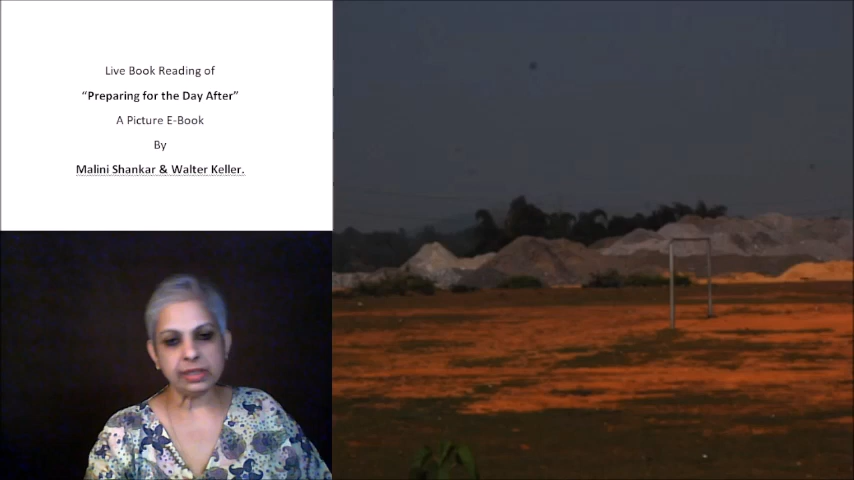 Live Book Reading of
“Preparing for the Day After”
A Picture E-Book
By
Malini Shankar & Walter Keller.